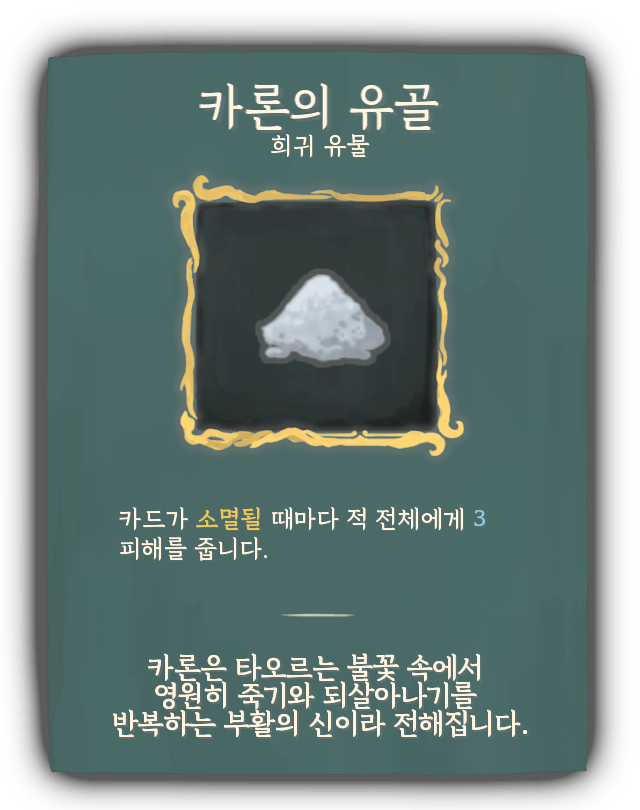 카론의 유골
희귀 유물
카드가 소멸될 때마다 적 전체에게 3
피해를 줍니다.
카론은 타오르는 불꽃 속에서
영원히 죽기와 되살아나기를
반복하는 부활의 신이라 전해집니다.